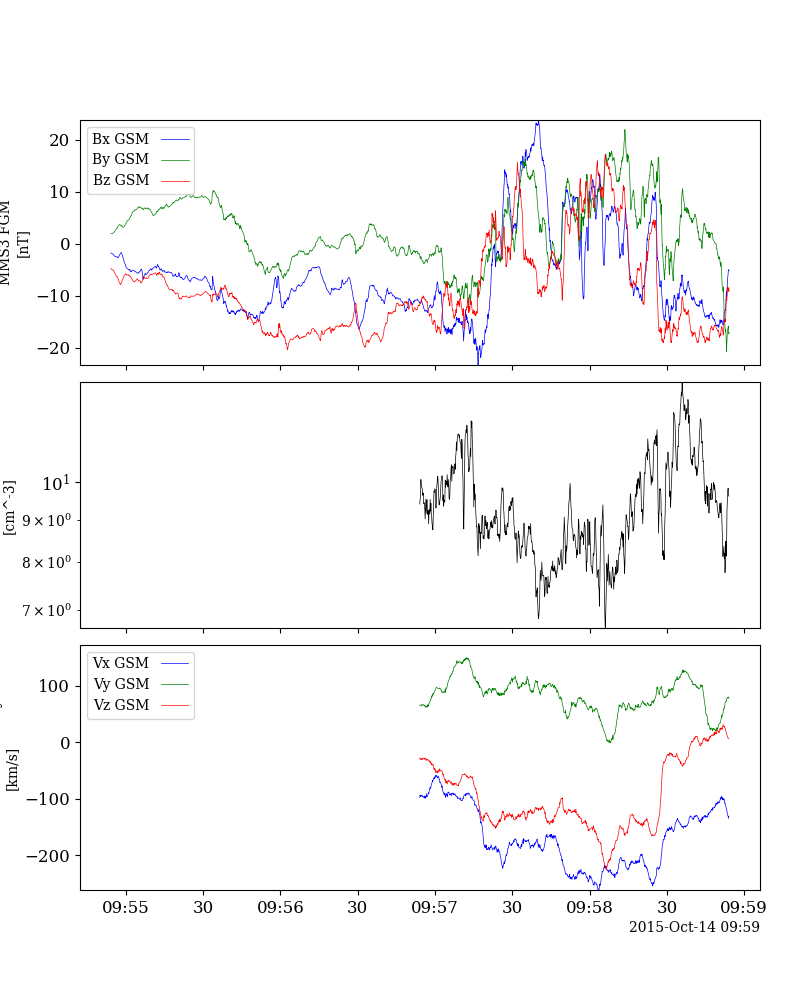 20
10
0
−10
−20
MMS3 FGM
[nT]
Bx GSM
By GSM
Bz GSM
10¹
9 × 10⁰
8 × 10⁰
7 × 10⁰
[cm^-3]
100
0
−100
−200
[km/s]
Vx GSM
Vy GSM
Vz GSM
09:55
30
09:56
30
09:57
30
09:58
30
09:59
2015-Oct-14 09:59